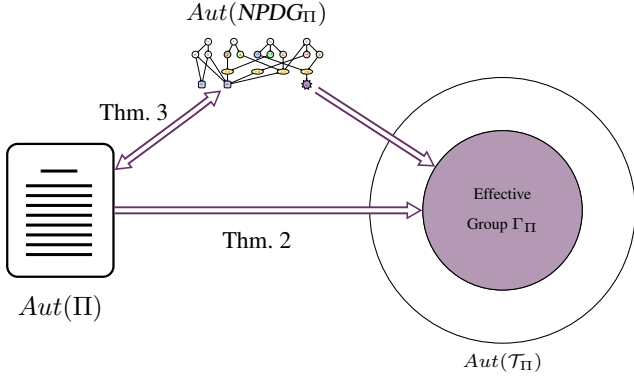 Aut(NPDG_Π)
Thm. 3
Effective
Group Γ_Π
Thm. 2
Aut(Π)
Aut(𝒯_Π)